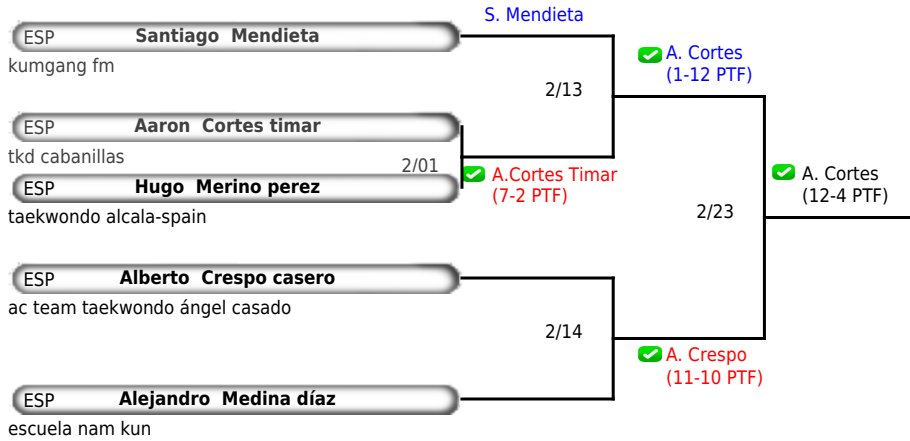 S. Mendieta
ESP Santiago Mendieta
kumgang fm
A. Cortes
(1-12 PTF)
2/13
ESP Aaron Cortes timar
tkd cabanillas
2/01
A.Cortes Timar
(7-2 PTF)
ESP Hugo Merino perez
taekwondo alcala-spain
A. Cortes
(12-4 PTF)
2/23
ESP Alberto Crespo casero
ac team taekwondo ángel casado
2/14
A. Crespo
(11-10 PTF)
ESP Alejandro Medina díaz
escuela nam kun